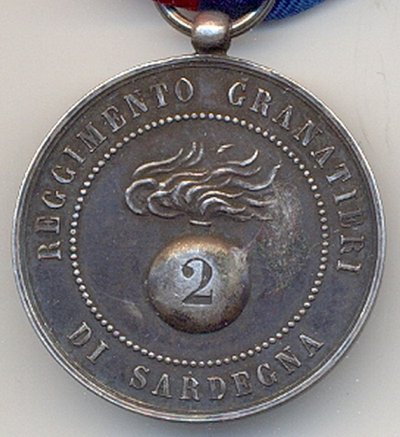 REGGIMENTO GRANATIERI
DI SARDEGNA
2